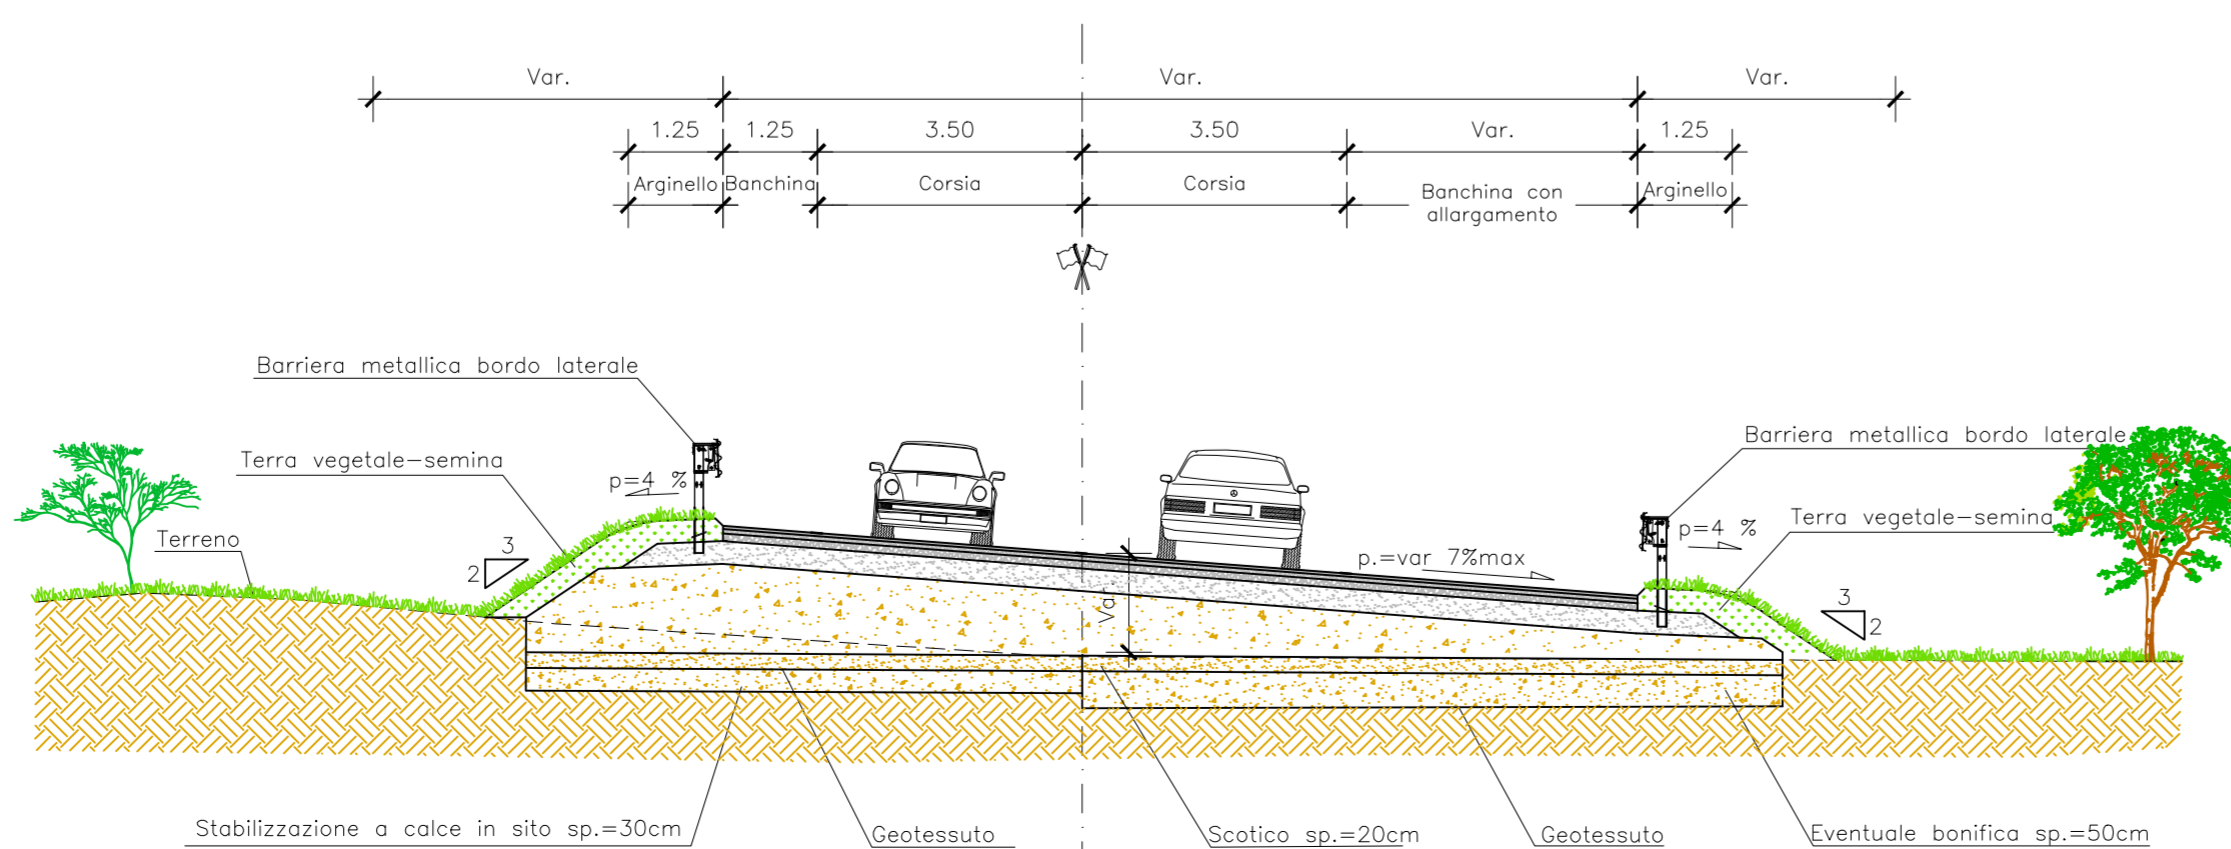 Var.
Var.
Var.
1.25
1.25
3.50
3.50
Var.
1.25
Arginello
Banchina
Corsia
Corsia
Banchina con
allargamento
Arginello
Barriera metallica bordo laterale
Barriera metallica bordo laterale
Terra vegetale-semina
p=4 %
p=4 %
Terra vegetale-semina
Terreno
3
2
p.=var 7%max
3
2
Var.
Stabilizzazione a calce in sito sp.=30cm
Geotessuto
Scotico sp.=20cm
Geotessuto
Eventuale bonifica sp.=50cm